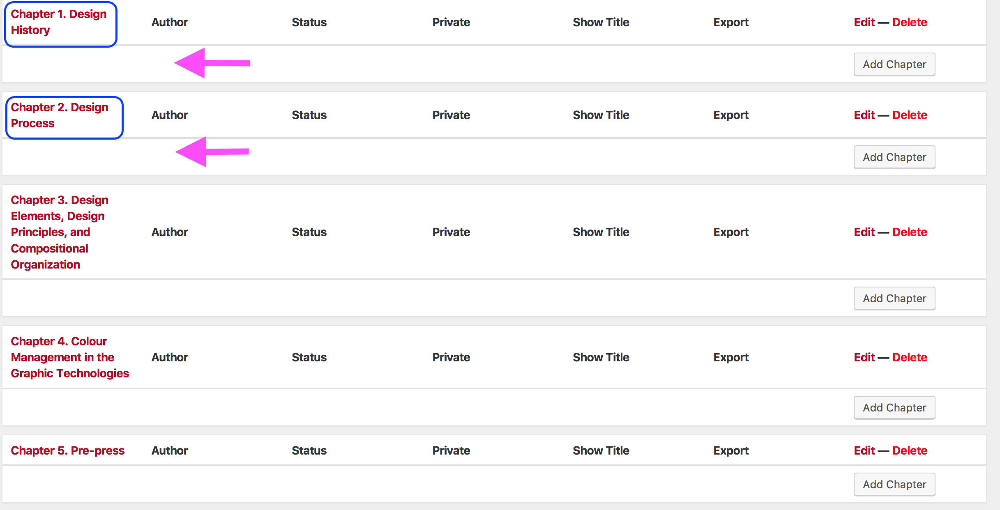 Chapter 1. Design
History
Author Status Private Show Title Export Edit — Delete
Add Chapter
Chapter 2. Design
Process
Author Status Private Show Title Export Edit — Delete
Add Chapter
Chapter 3. Design
Elements, Design
Principles, and
Compositional
Organization
Author Status Private Show Title Export Edit — Delete
Add Chapter
Chapter 4. Colour
Management in the
Graphic Technologies
Author Status Private Show Title Export Edit — Delete
Add Chapter
Chapter 5. Pre-press Author Status Private Show Title Export Edit — Delete
Add Chapter